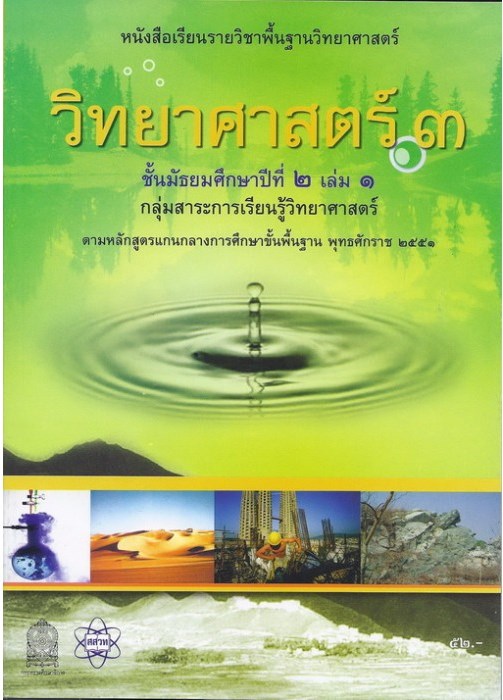 หนังสือเรียนรายวิชาพื้นฐานวิทยาศาสตร์
วิทยาศาสตร์ ๓
ชั้นมัธยมศึกษาปีที่ ๒ เล่ม ๑
กลุ่มสาระการเรียนรู้วิทยาศาสตร์
ตามหลักสูตรแกนกลางการศึกษาขั้นพื้นฐาน พุทธศักราช ๒๕๕๑
สสวท
๕๒.-